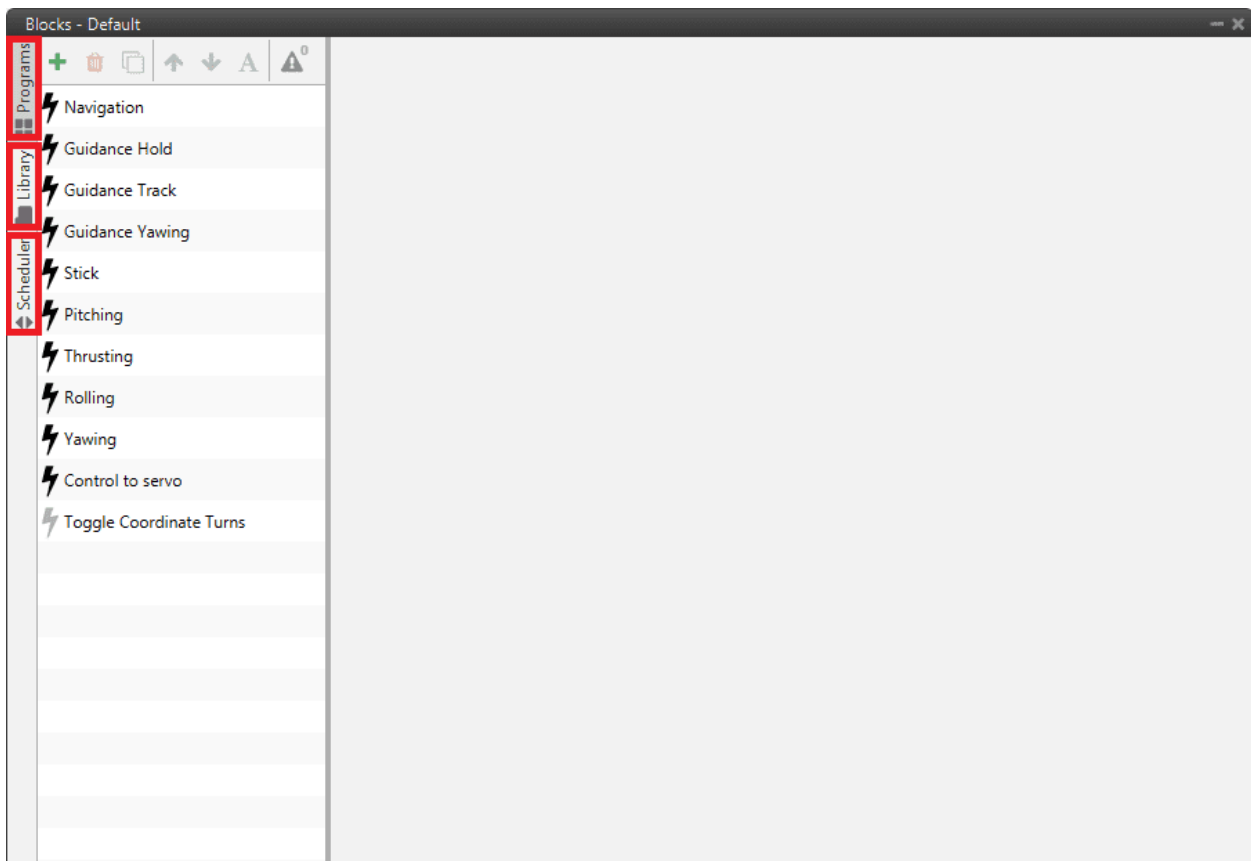 Blocks - Default
Programs
Library
Scheduler
A
0
Navigation
Guidance Hold
Guidance Track
Guidance Yawing
Stick
Pitching
Thrusting
Rolling
Yawing
Control to servo
Toggle Coordinate Turns